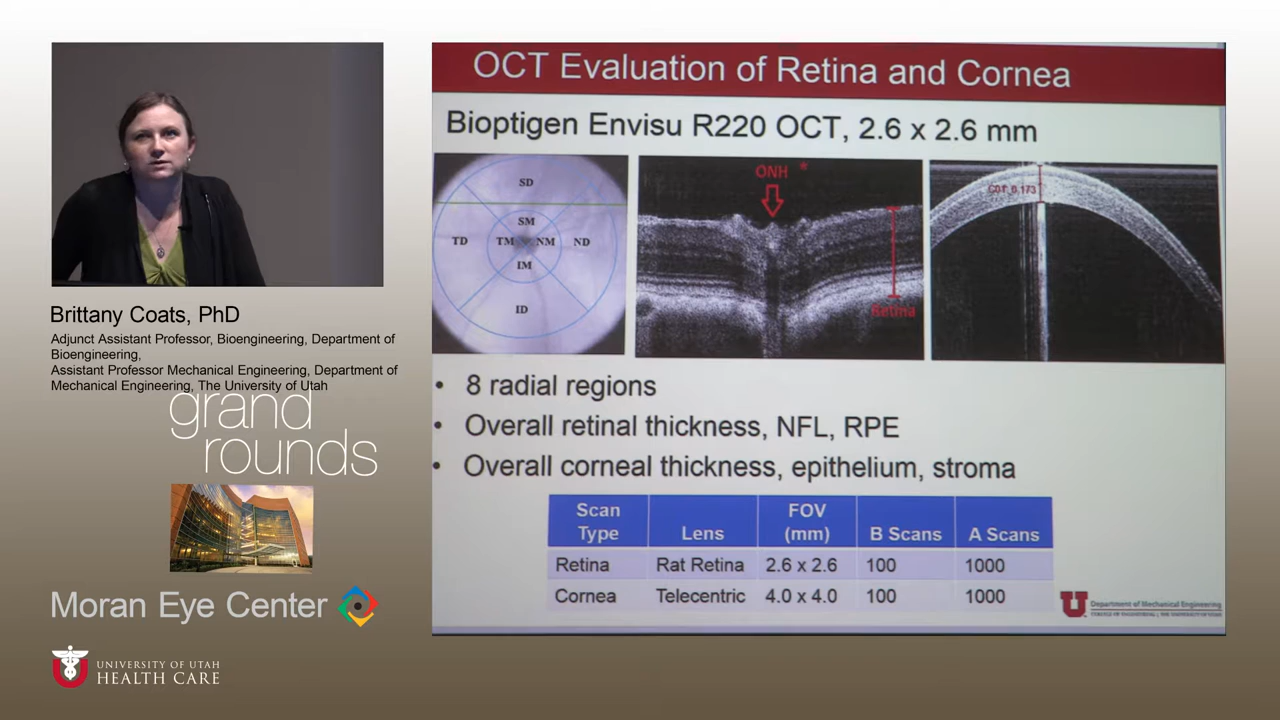 Brittany Coats, PhD
Adjunct Assistant Professor, Bioengineering, Department of
Bioengineering,
Assistant Professor Mechanical Engineering, Department of
Mechanical Engineering, The University of Utah
grand
rounds
Moran Eye Center
UNIVERSITY OF UTAH
HEALTH CARE
OCT Evaluation of Retina and Cornea
Bioptigen Envisu R220 OCT, 2.6 x 2.6 mm
SD
SM
TD TM NM ND
IM
ID
ONH *
Retina
CCT 0.173
• 8 radial regions
• Overall retinal thickness, NFL, RPE
• Overall corneal thickness, epithelium, stroma
Scan Type Lens FOV (mm) B Scans A Scans
Retina Rat Retina 2.6 x 2.6 100 1000
Cornea Telecentric 4.0 x 4.0 100 1000
U
Department of Mechanical Engineering